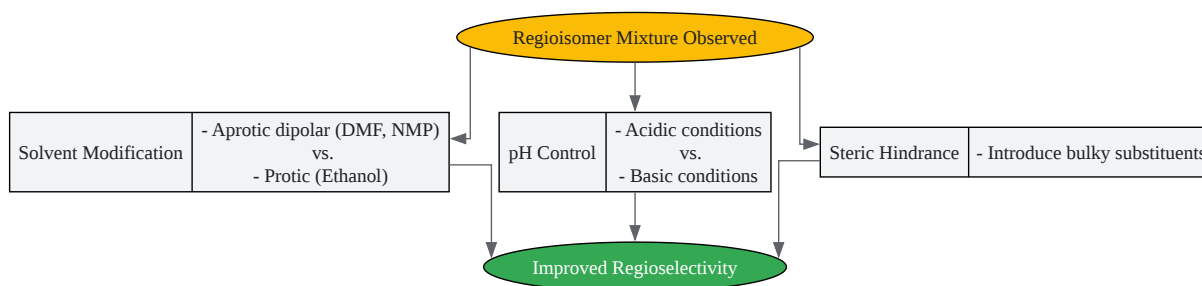 Regioisomer Mixture Observed
Solvent Modification
- Aprotic dipolar (DMF, NMP)
vs.
- Protic (Ethanol)
pH Control
- Acidic conditions
vs.
- Basic conditions
Steric Hindrance
- Introduce bulky substituents
Improved Regioselectivity